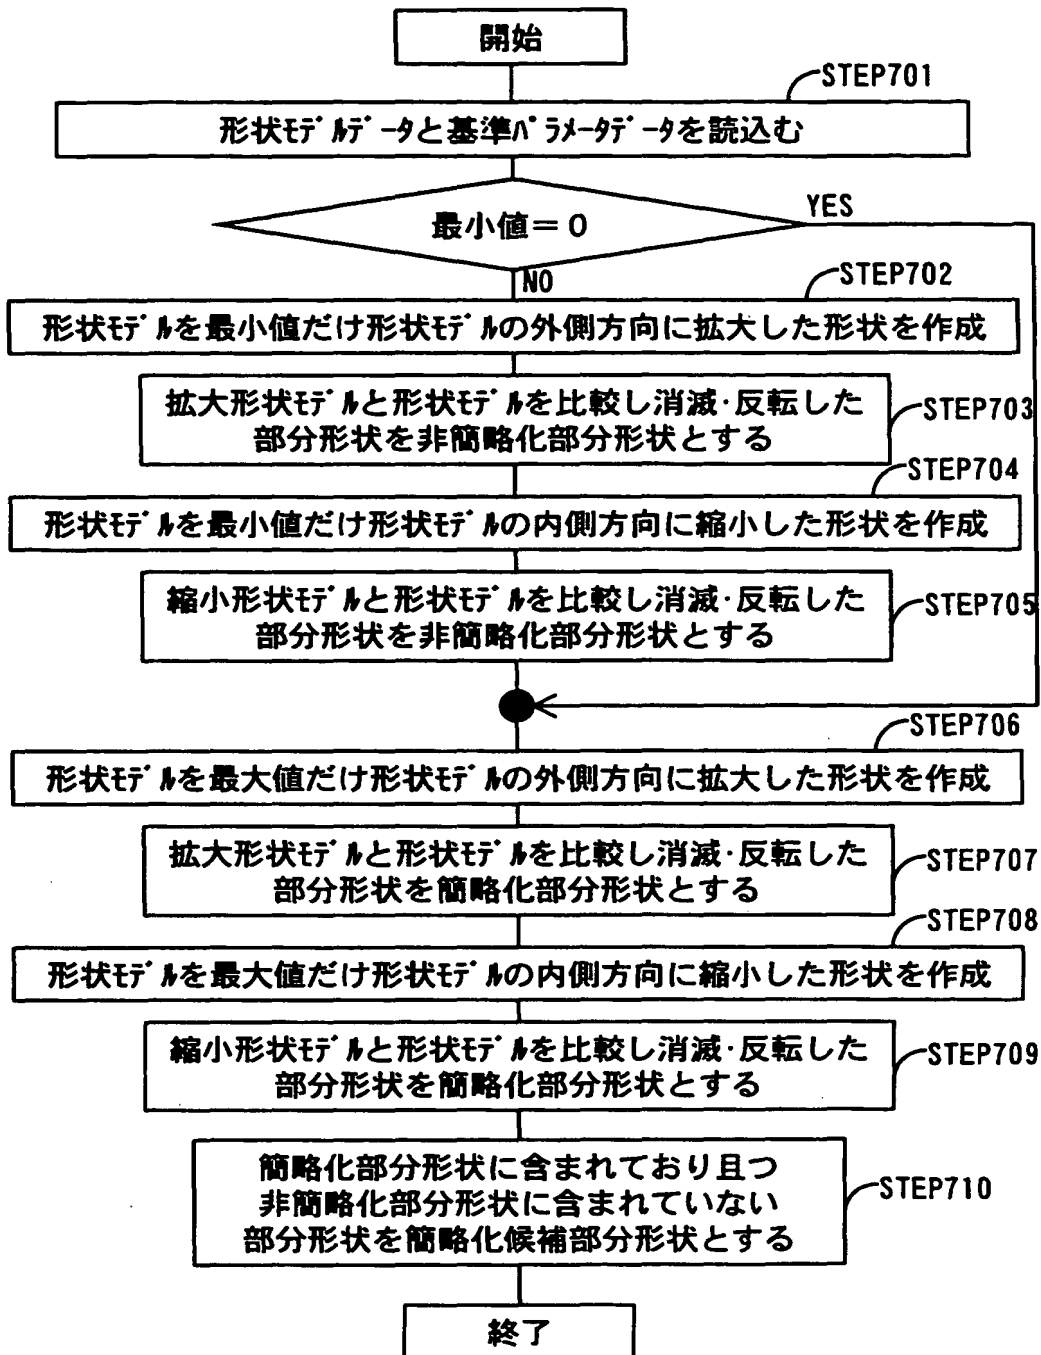 開始
STEP701
形状ﾓﾃﾞﾙﾃﾞｰﾀと基準ﾊﾟﾗﾒｰﾀﾃﾞｰﾀを読込む
最小値＝０
YES
NO
STEP702
形状ﾓﾃﾞﾙを最小値だけ形状ﾓﾃﾞﾙの外側方向に拡大した形状を作成
拡大形状ﾓﾃﾞﾙと形状ﾓﾃﾞﾙを比較し消滅･反転した
部分形状を非簡略化部分形状とする
STEP703
STEP704
形状ﾓﾃﾞﾙを最小値だけ形状ﾓﾃﾞﾙの内側方向に縮小した形状を作成
縮小形状ﾓﾃﾞﾙと形状ﾓﾃﾞﾙを比較し消滅･反転した
部分形状を非簡略化部分形状とする
STEP705
STEP706
形状ﾓﾃﾞﾙを最大値だけ形状ﾓﾃﾞﾙの外側方向に拡大した形状を作成
拡大形状ﾓﾃﾞﾙと形状ﾓﾃﾞﾙを比較し消滅･反転した
部分形状を簡略化部分形状とする
STEP707
STEP708
形状ﾓﾃﾞﾙを最大値だけ形状ﾓﾃﾞﾙの内側方向に縮小した形状を作成
縮小形状ﾓﾃﾞﾙと形状ﾓﾃﾞﾙを比較し消滅･反転した
部分形状を簡略化部分形状とする
STEP709
簡略化部分形状に含まれており且つ
非簡略化部分形状に含まれていない
部分形状を簡略化候補部分形状とする
STEP710
終了